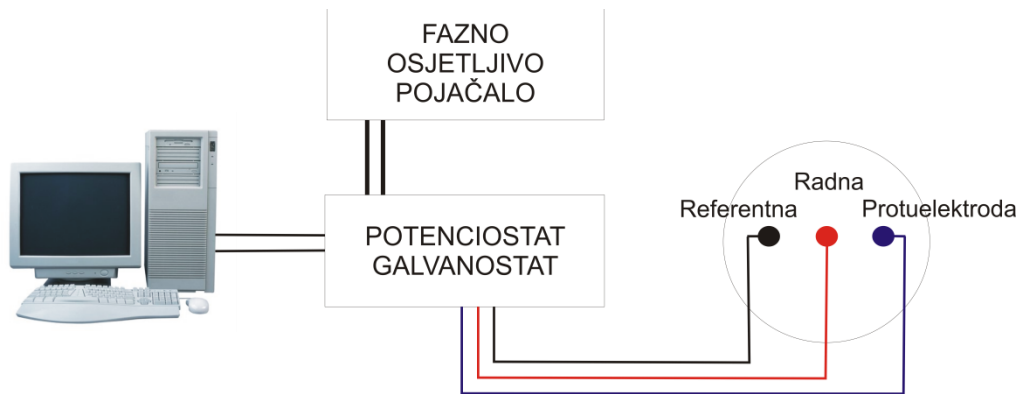 FAZNO
OSJETLJIVO
POJAČALO
POTENCIOSTAT
GALVANOSTAT
Radna
Referentna
Protuelektroda